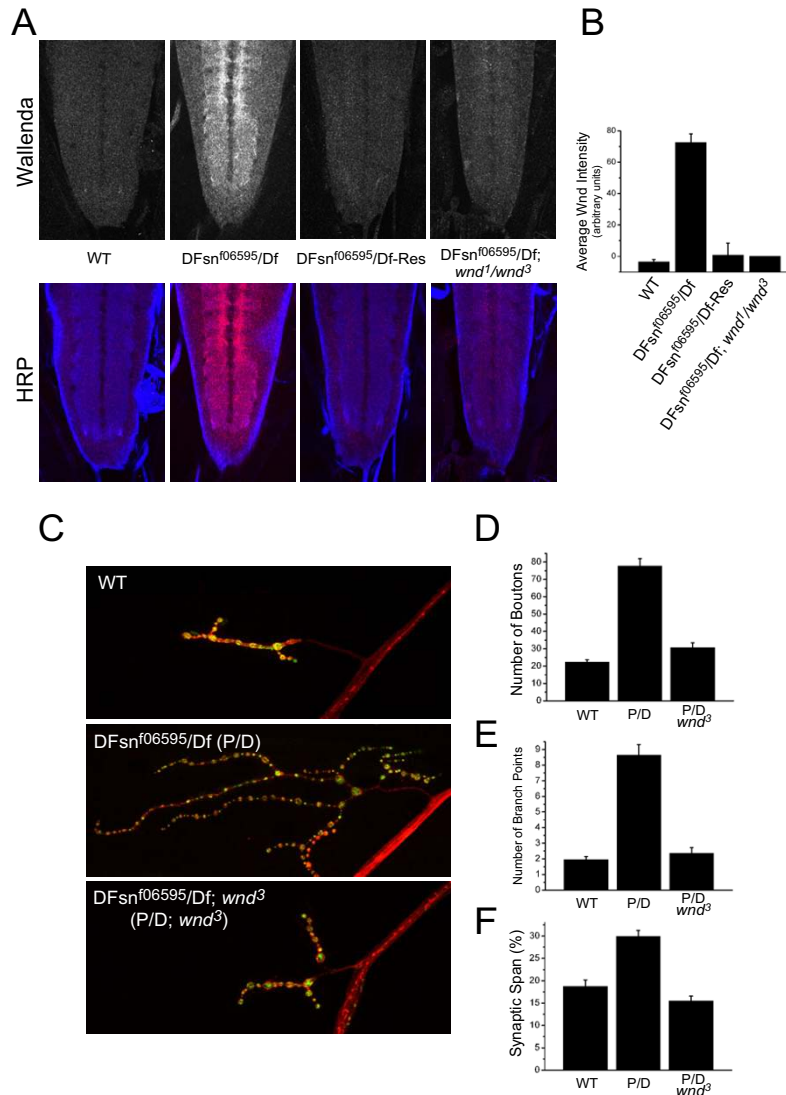 A
Wallenda
WT
DFsnf06595/Df
DFsnf06595/Df-Res
DFsnf06595/Df;
wnd1/wnd3
HRP
B
Average Wnd Intensity
(arbitrary units)
80
60
40
20
0
WT
DFsnf06595/Df
DFsnf06595/Df-Res
DFsnf06595/Df; wnd1/wnd3
C
WT
DFsnf06595/Df (P/D)
DFsnf06595/Df; wnd3
(P/D; wnd3)
D
Number of Boutons
80
70
60
50
40
30
20
10
0
WT
P/D
P/D
wnd3
E
Number of Branch Points
9
8
7
6
5
4
3
2
1
0
WT
P/D
P/D
wnd3
F
Synaptic Span (%)
30
25
20
15
10
5
0
WT
P/D
P/D
wnd3